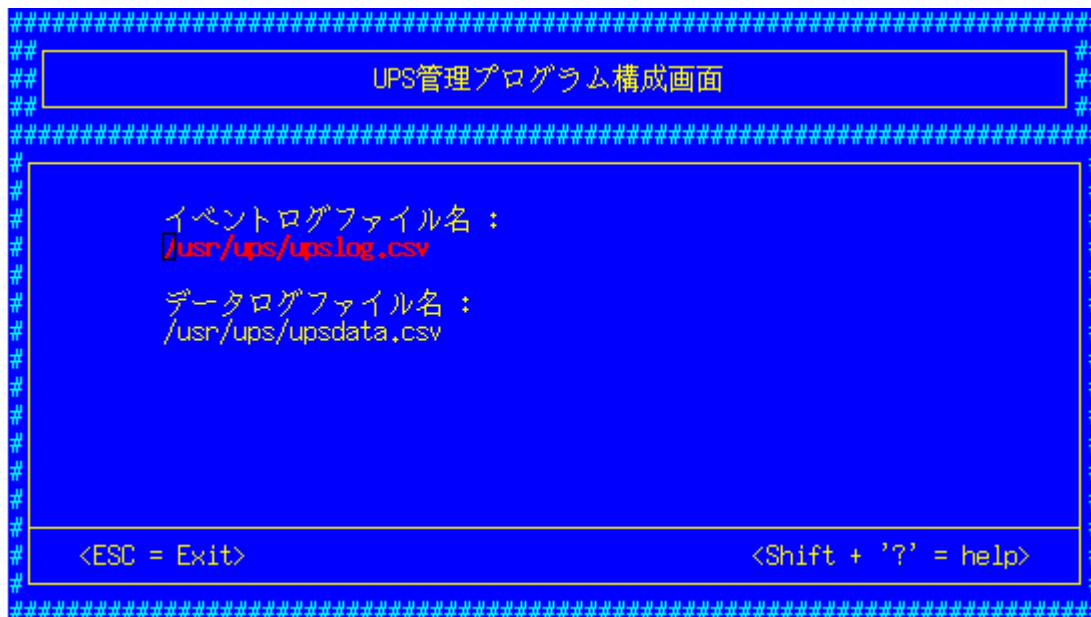 UPS管理プログラム構成画面
イベントログファイル名 :
/usr/ups/upslog.csv
データログファイル名 :
/usr/ups/upsdata.csv
<ESC = Exit>
<Shift + '?' = help>